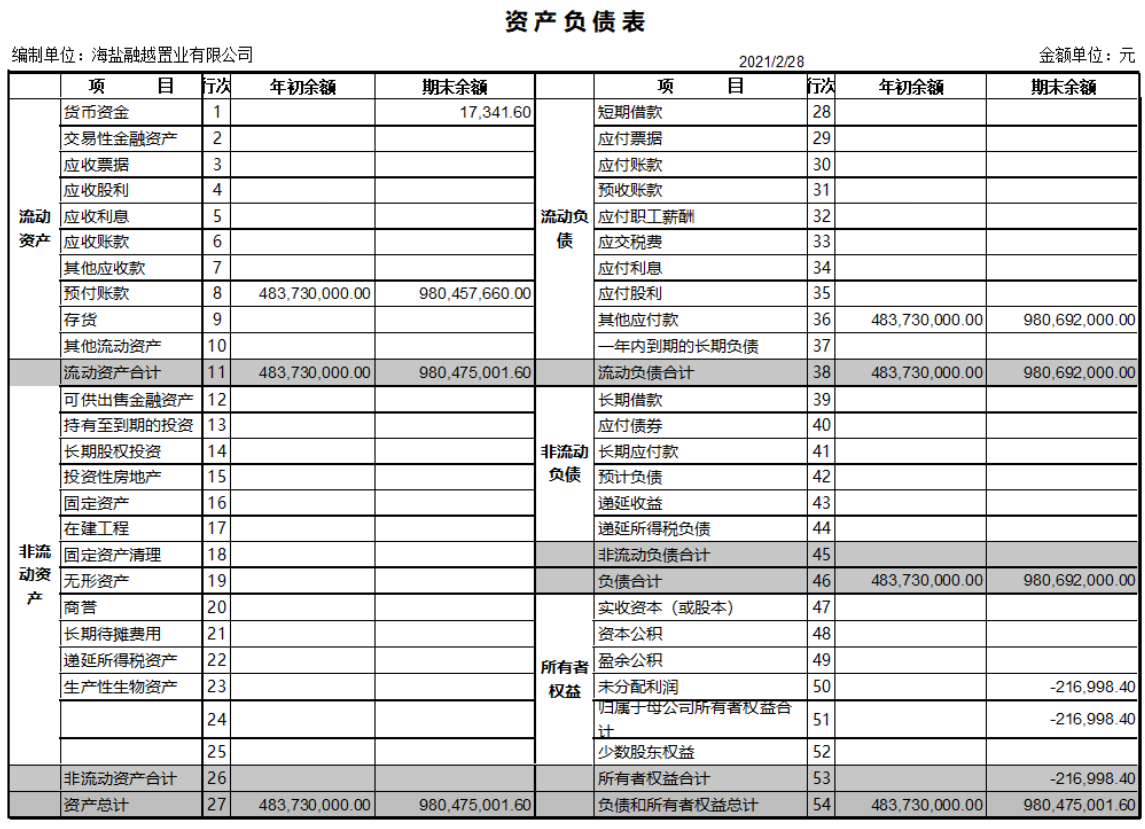 资产负债表
编制单位：海盐融越置业有限公司 2021/2/28 金额单位：元
项 目 行次 年初余额 期末余额 项 目 行次 年初余额 期末余额
货币资金 1 17,341.60 短期借款 28
交易性金融资产 2 应付票据 29
应收票据 3 应付账款 30
应收股利 4 预收账款 31
流动资产 应收利息 5 流动负债 应付职工薪酬 32
应收账款 6 应交税费 33
其他应收款 7 应付利息 34
预付账款 8 483,730,000.00 980,457,660.00 应付股利 35
存货 9 其他应付款 36 483,730,000.00 980,692,000.00
其他流动资产 10 一年内到期的长期负债 37
流动资产合计 11 483,730,000.00 980,475,001.60 流动负债合计 38 483,730,000.00 980,692,000.00
可供出售金融资产 12 长期借款 39
持有至到期的投资 13 应付债券 40
长期股权投资 14 非流动负债 长期应付款 41
投资性房地产 15 预计负债 42
固定资产 16 递延收益 43
在建工程 17 递延所得税负债 44
非流动资产 固定资产清理 18 非流动负债合计 45
无形资产 19 负债合计 46 483,730,000.00 980,692,000.00
商誉 20 实收资本（或股本） 47
长期待摊费用 21 资本公积 48
递延所得税资产 22 所有者权益 盈余公积 49
生产性生物资产 23 未分配利润 50 -216,998.40
24 归属于母公司所有者权益合计 51 -216,998.40
25 少数股东权益 52
非流动资产合计 26 所有者权益合计 53 -216,998.40
资产总计 27 483,730,000.00 980,475,001.60 负债和所有者权益总计 54 483,730,000.00 980,475,001.60